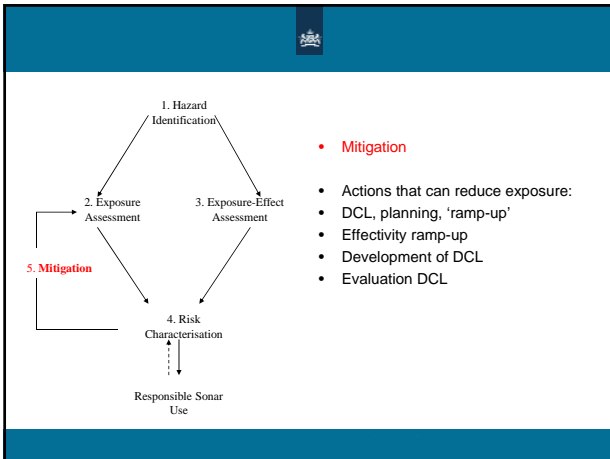 1. Hazard
Identification
2. Exposure
Assessment
3. Exposure-Effect
Assessment
5. Mitigation
4. Risk
Characterisation
Responsible Sonar
Use
• Mitigation
• Actions that can reduce exposure:
• DCL, planning, ‘ramp-up’
• Effectivity ramp-up
• Development of DCL
• Evaluation DCL